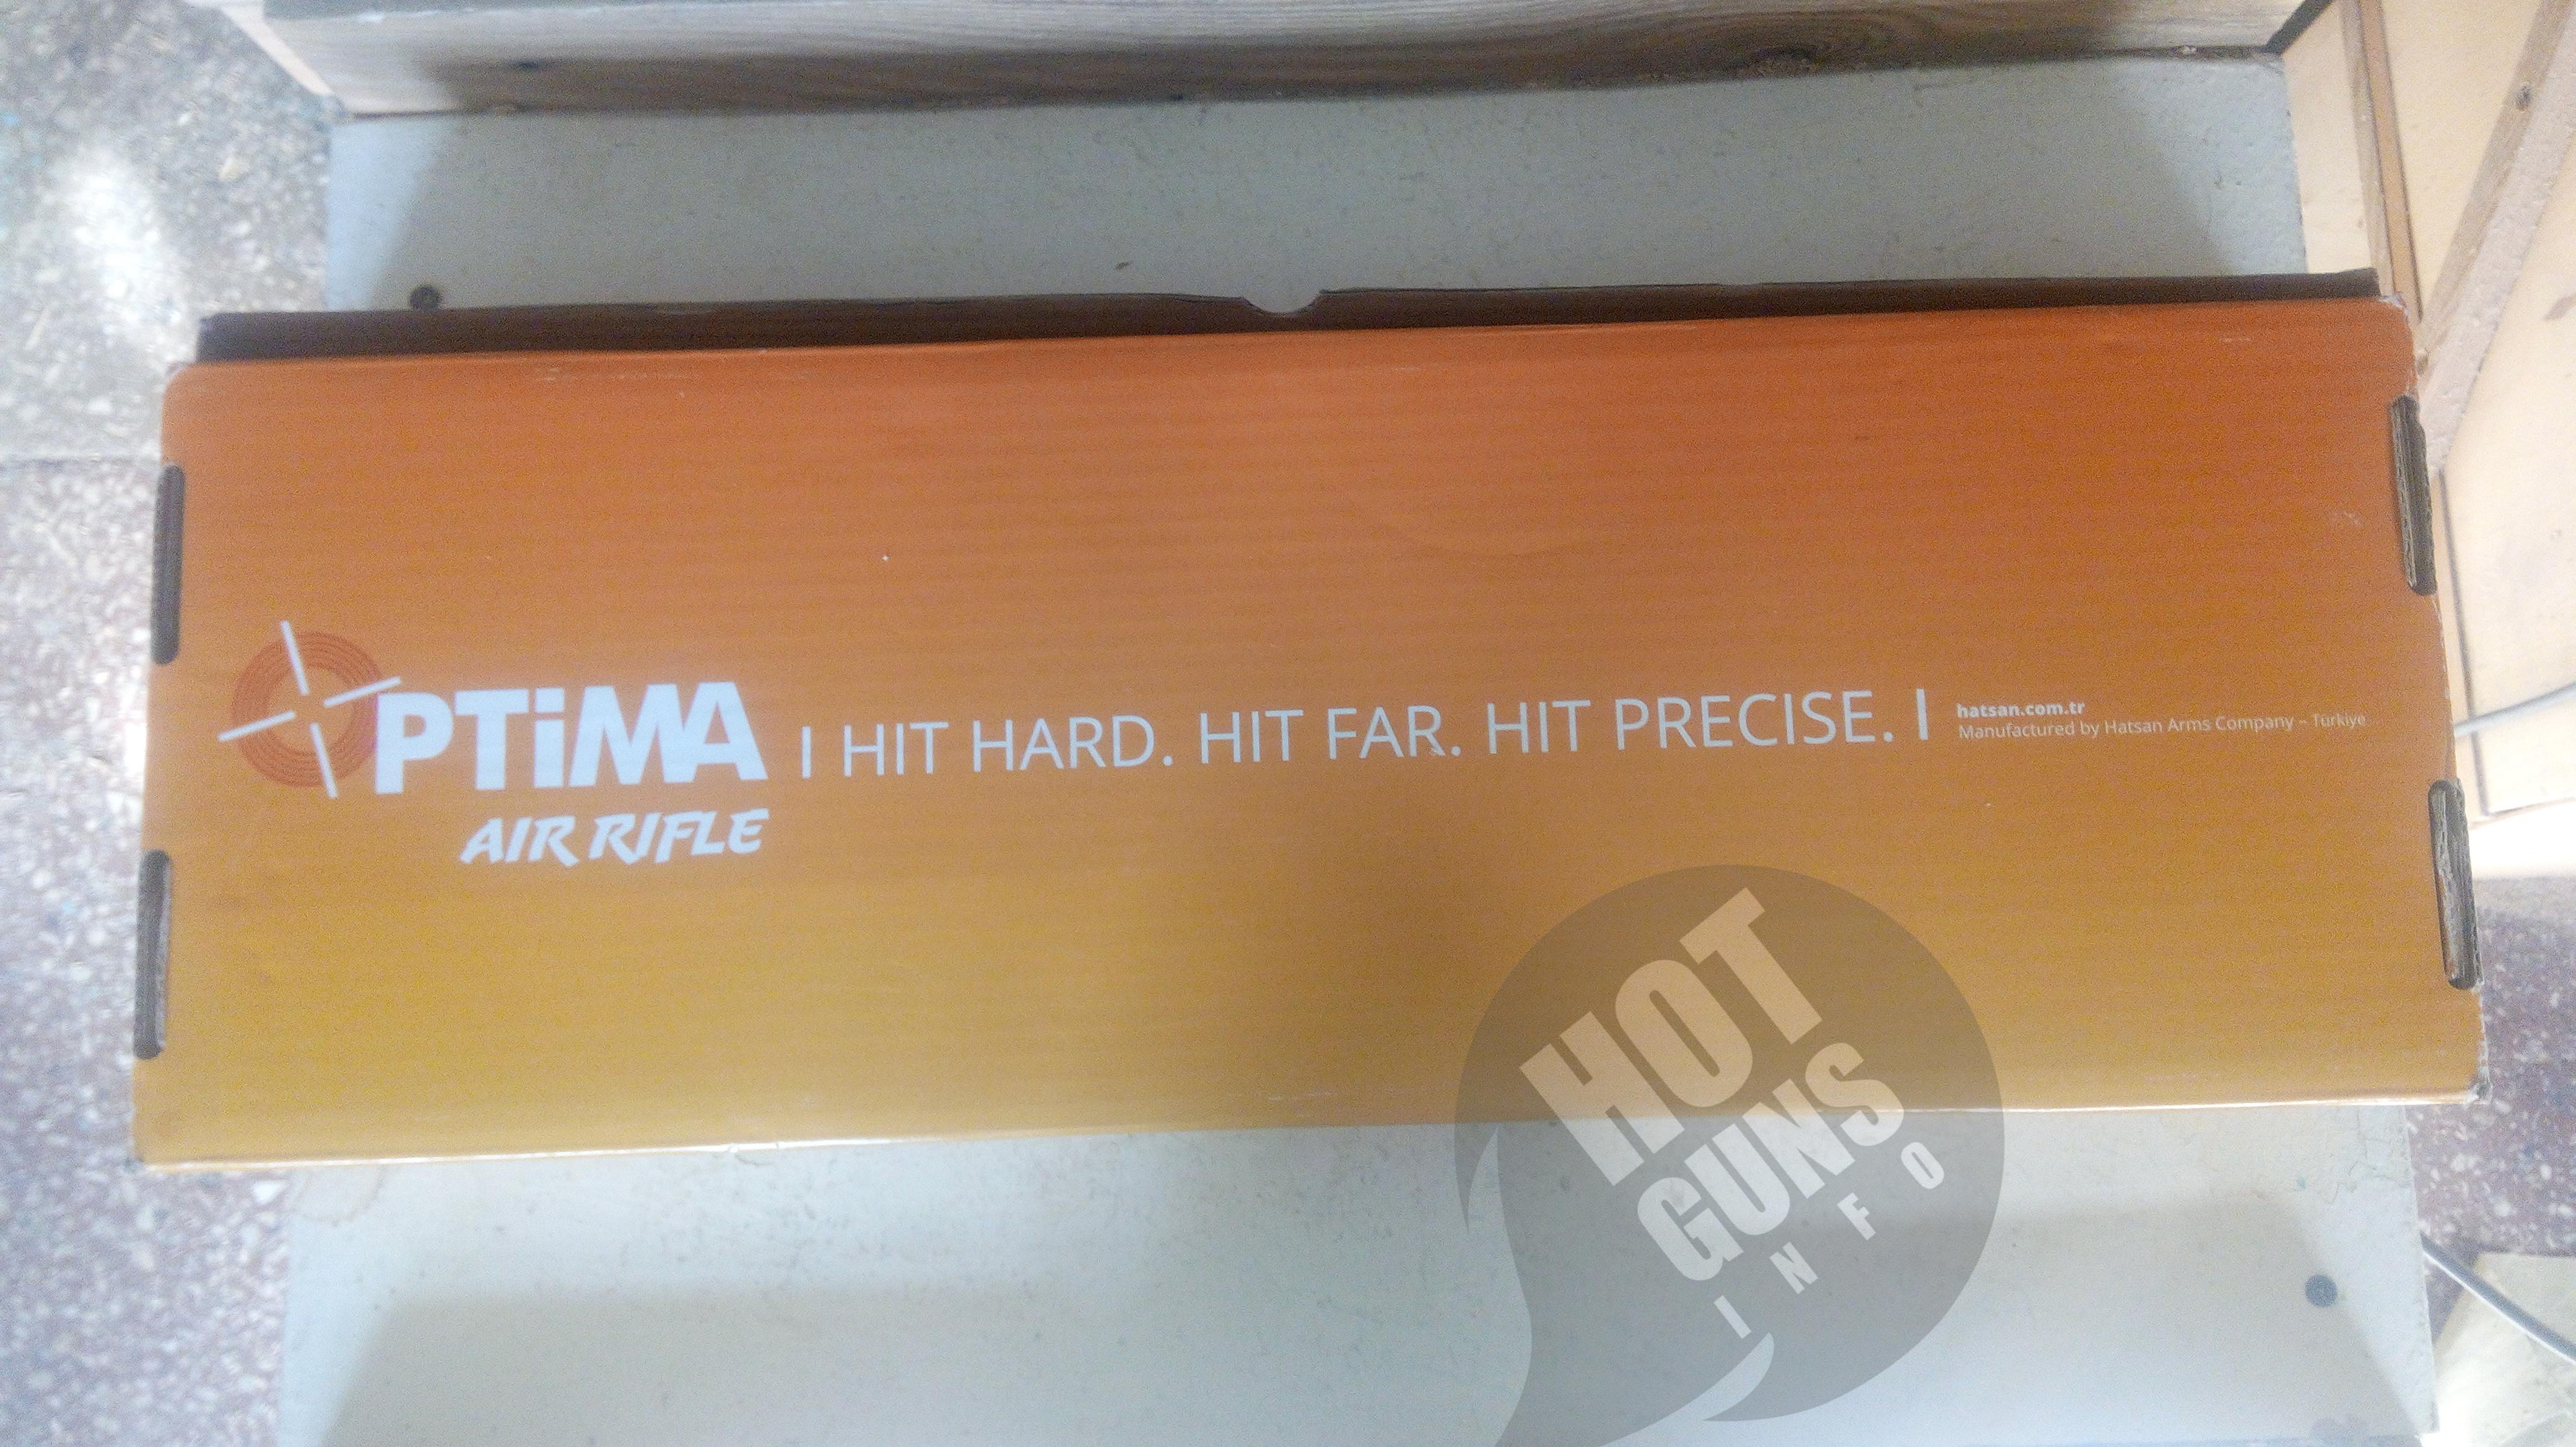 OPTiMA
AIR RIFLE
| HIT HARD. HIT FAR. HIT PRECISE. |
hatsan.com.tr
Manufactured by Hatsan Arms Company – Türkiye
HOT
GUNS
INFO